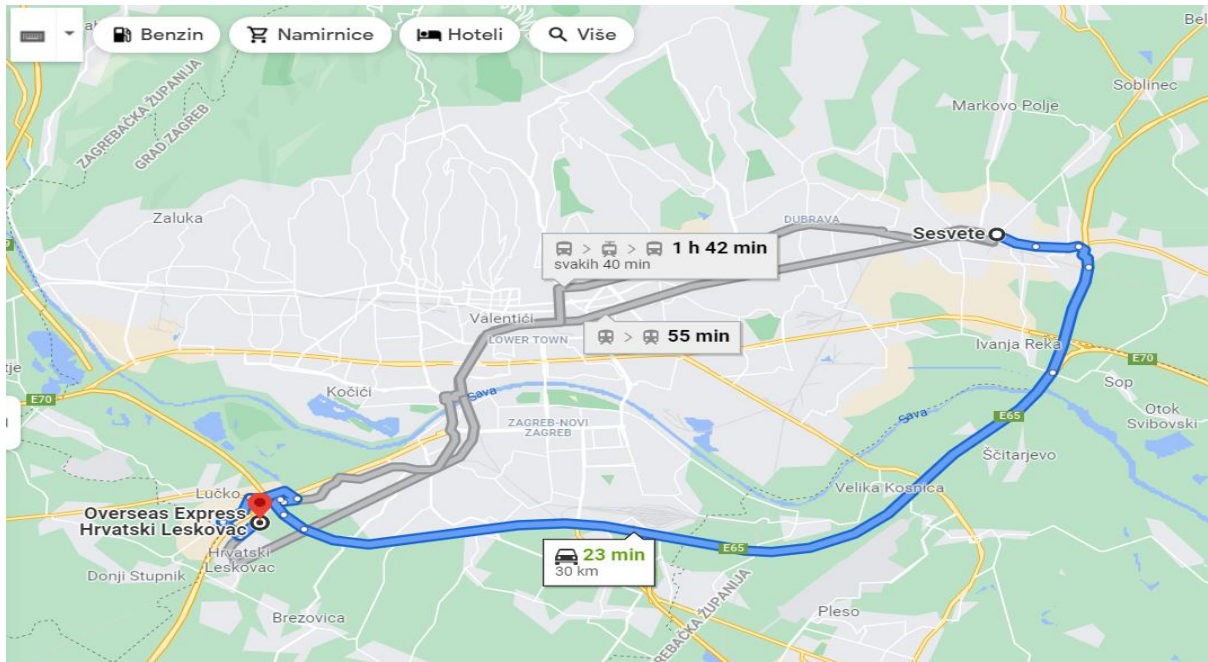 Benzin
Namirnice
Hoteli
Više
Bel
Soblinec
Markovo Polje
ZAGREBAČKA ŽUPANIJA
GRAD ZAGREB
Zaluka
DUBRAVA
Sesvete
> > 1 h 42 min
svakih 40 min
Valentići
LOWER TOWN
> 55 min
Ivanja Reka
E70
Sop
tje
Kočići
E70
Sava
Sava
E65
Otok
Svibovski
ZAGREB-NOVI
ZAGREB
Ščitarjevo
Velika Kosnica
Lučko
Overseas Express
Hrvatski Leskovac
Hrvatski
Leskovac
E65
23 min
30 km
Donji Stupnik
Brezovica
Pleso
GREBAČKA ŽUPANIJA